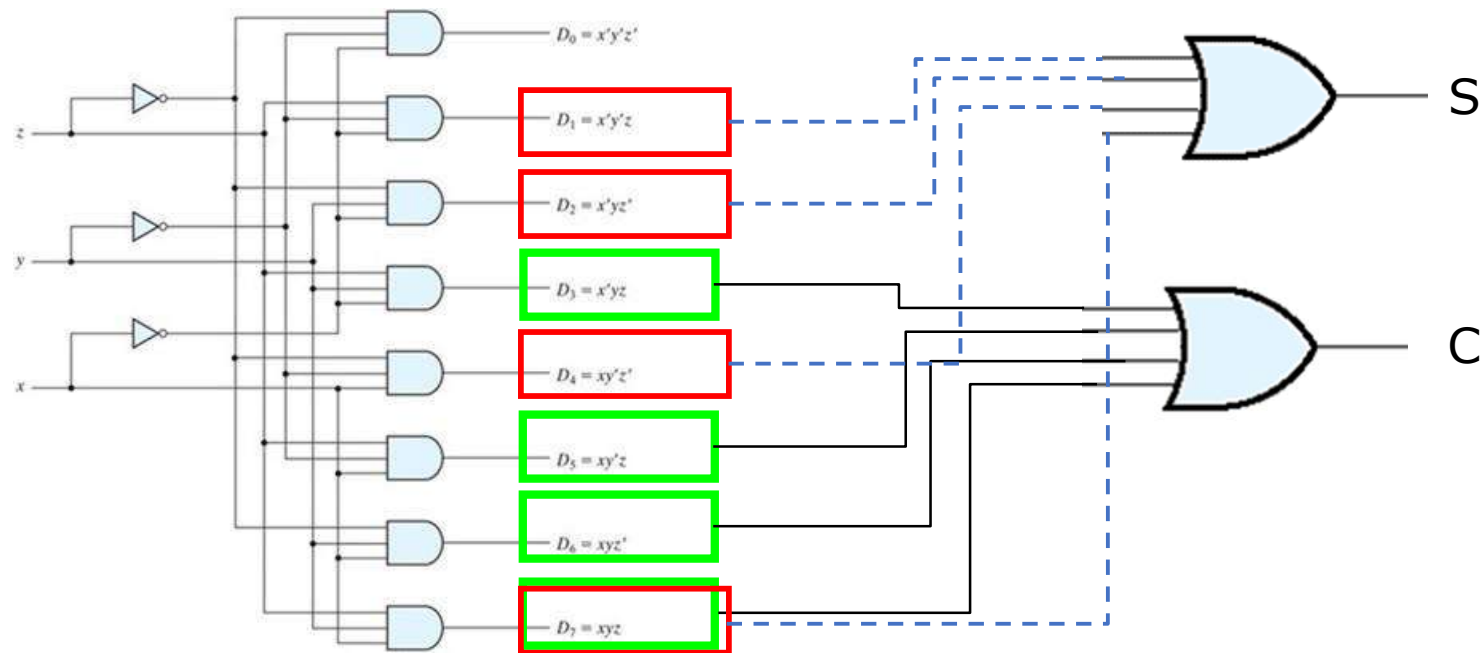 D₀ = x'y'z'
S
D₁ = x'y'z
z
D₂ = x'yz'
y
D₃ = x'yz
C
D₄ = xy'z'
x
D₅ = xy'z
D₆ = xyz'
D₇ = xyz